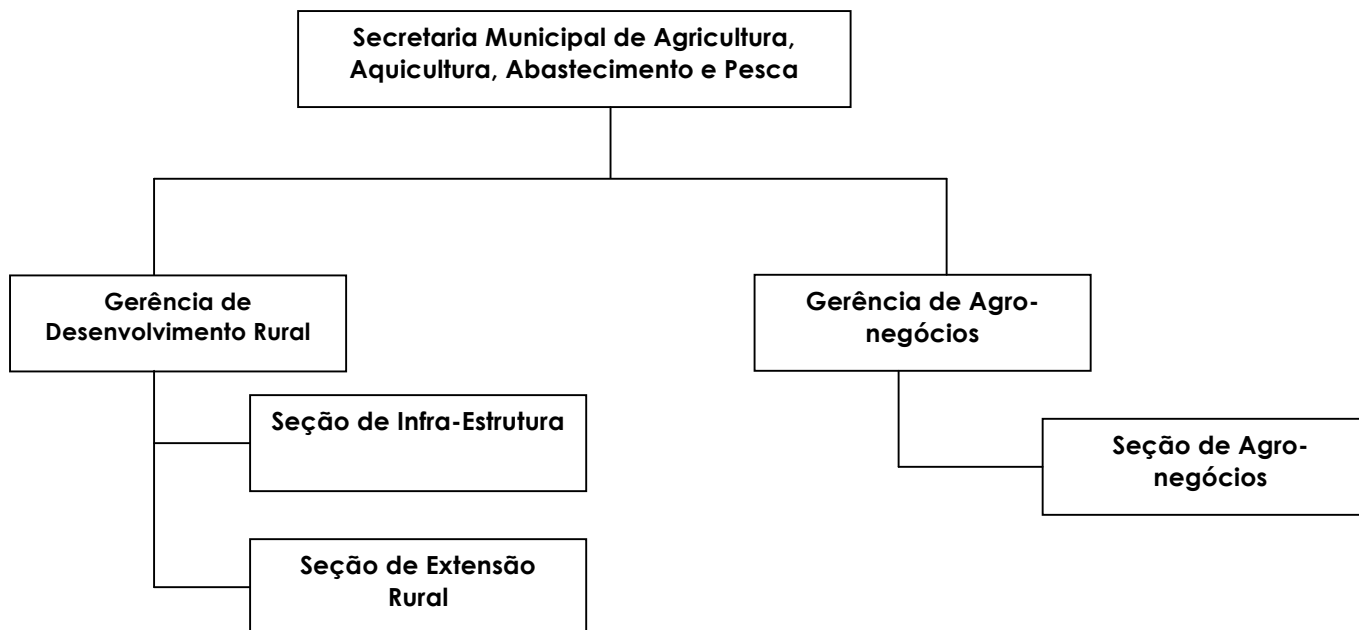 Secretaria Municipal de Agricultura,
Aquicultura, Abastecimento e Pesca
Gerência de
Desenvolvimento Rural
Gerência de Agro-
negócios
Seção de Infra-Estrutura
Seção de Agro-
negócios
Seção de Extensão
Rural